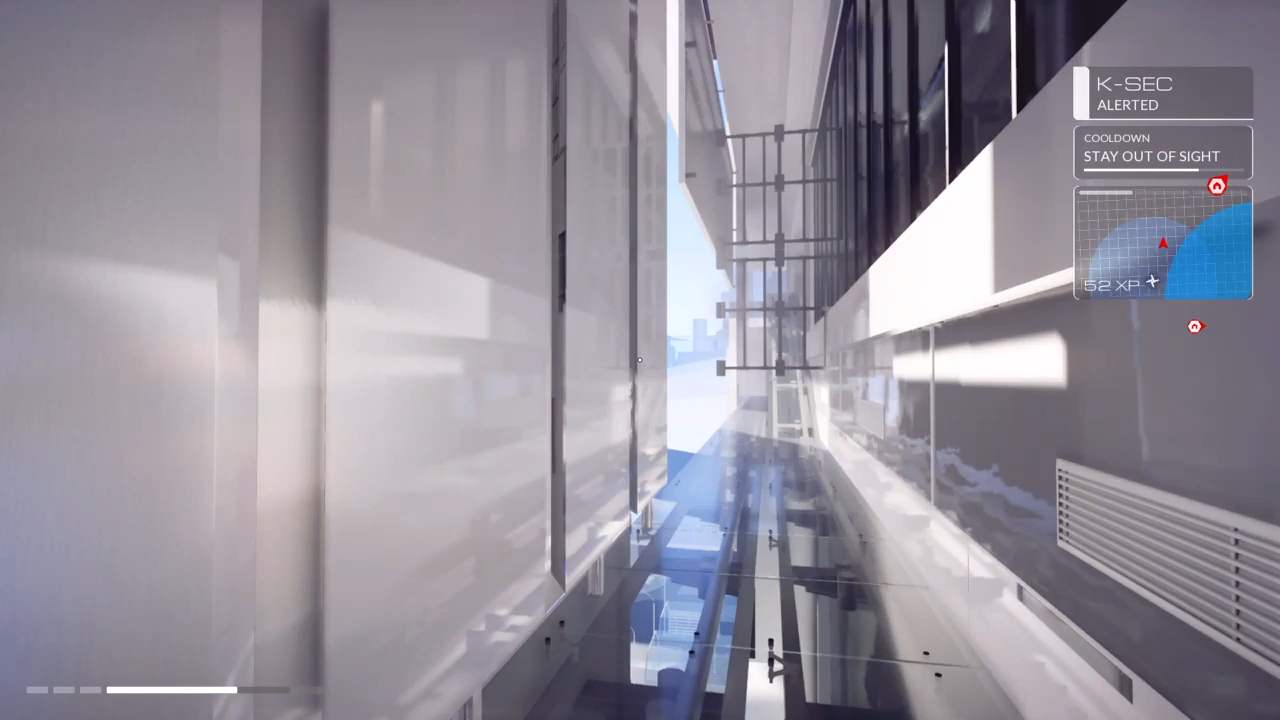 K-SEC
ALERTED
COOLDOWN
STAY OUT OF SIGHT
52 XP